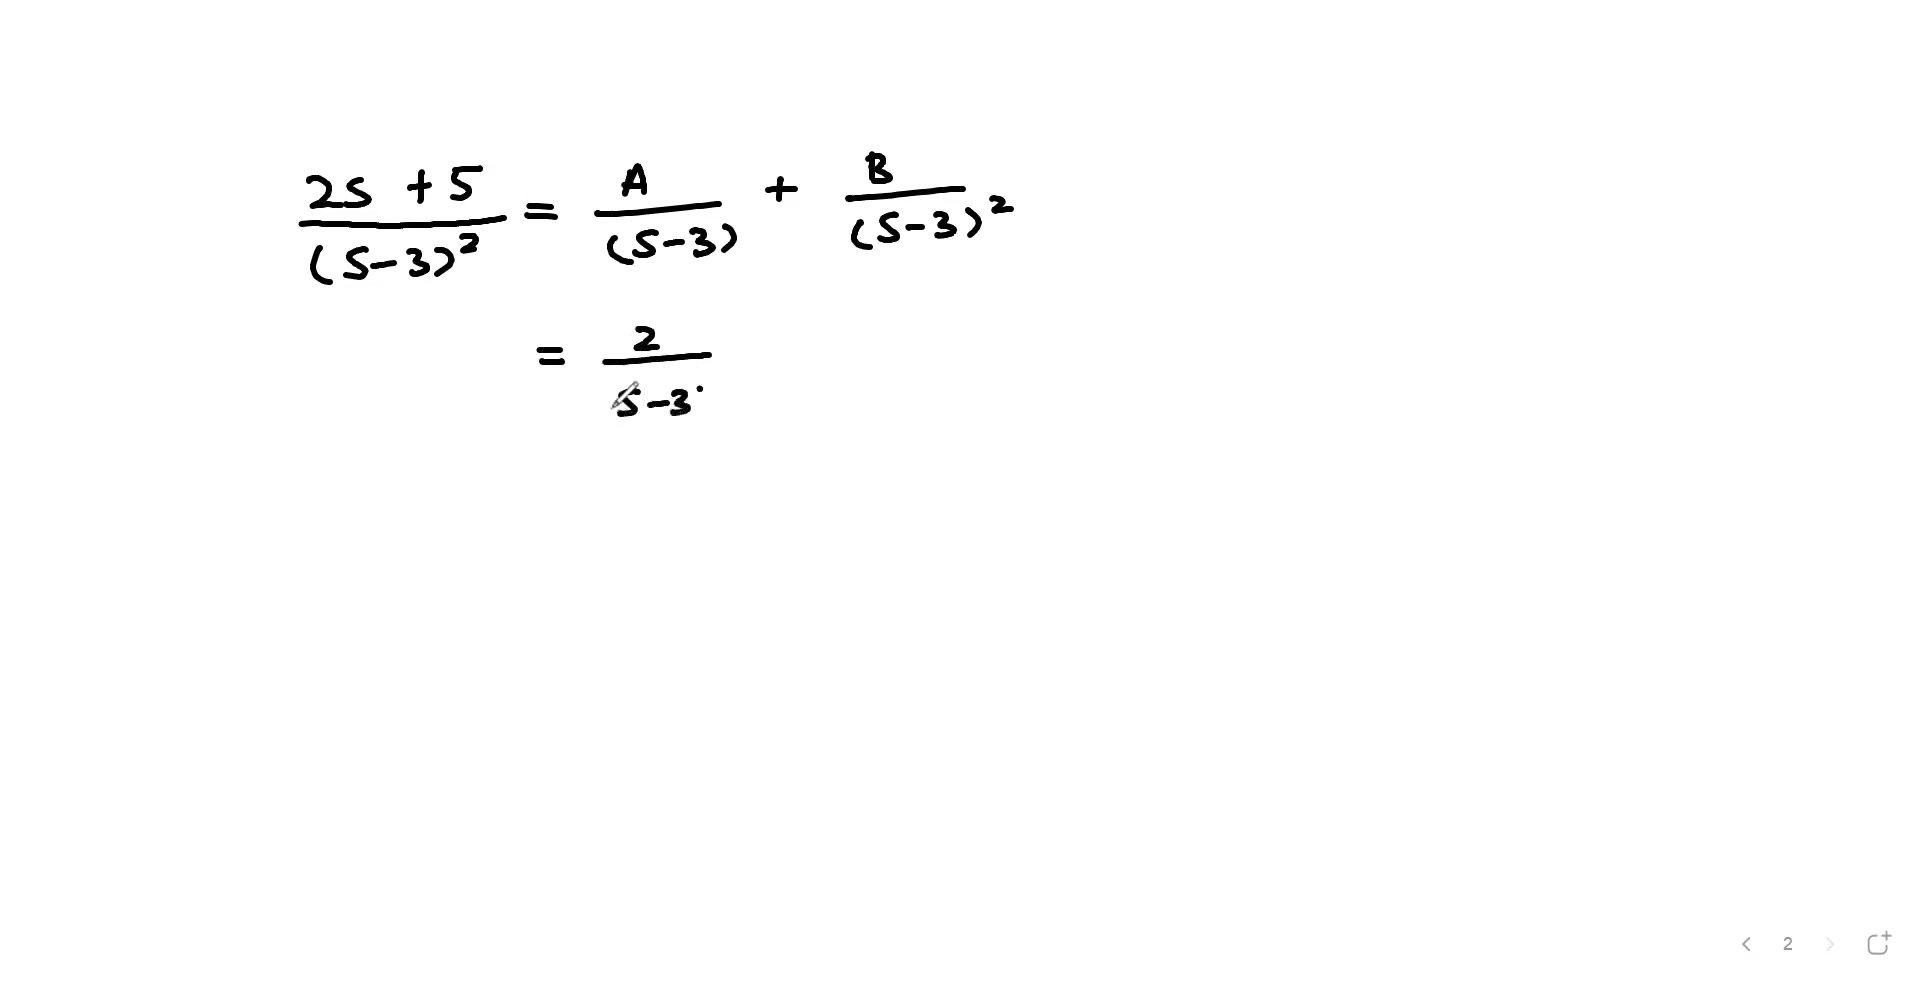 2s + 5 / (s-3)² = A / (s-3) + B / (s-3)²
= 2 / s-3
2